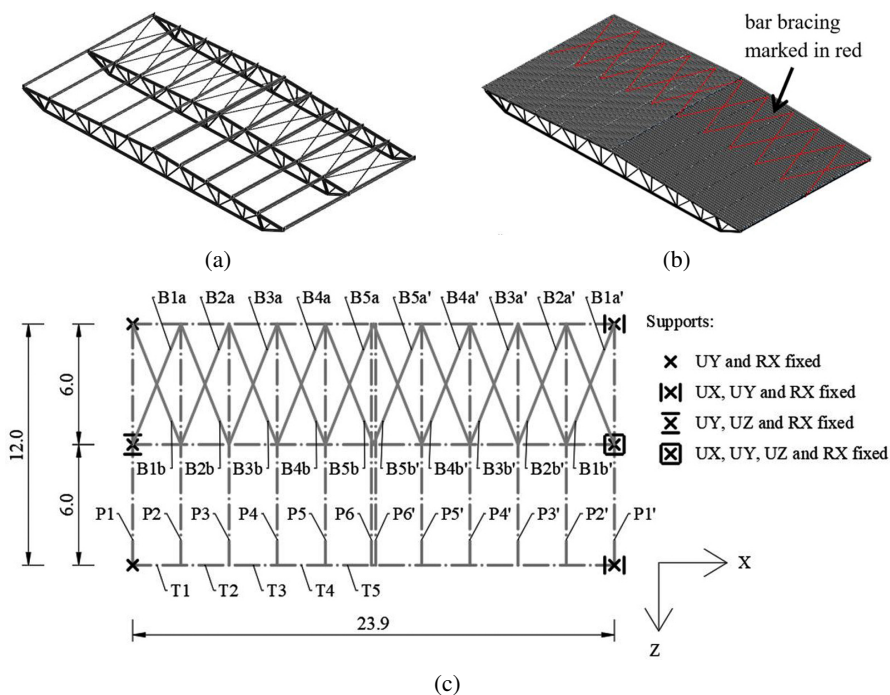 bar bracing
marked in red
(a)
(b)
B1a B2a B3a B4a B5a B5a' B4a' B3a' B2a' B1a'
Supports:
UY and RX fixed
UX, UY and RX fixed
UY, UZ and RX fixed
UX, UY, UZ and RX fixed
12.0
6.0
6.0
B1b B2b B3b B4b B5b B5b' B4b' B3b' B2b' B1b'
P1 P2 P3 P4 P5 P6 P6' P5' P4' P3' P2' P1'
T1 T2 T3 T4 T5
X
Z
23.9
(c)